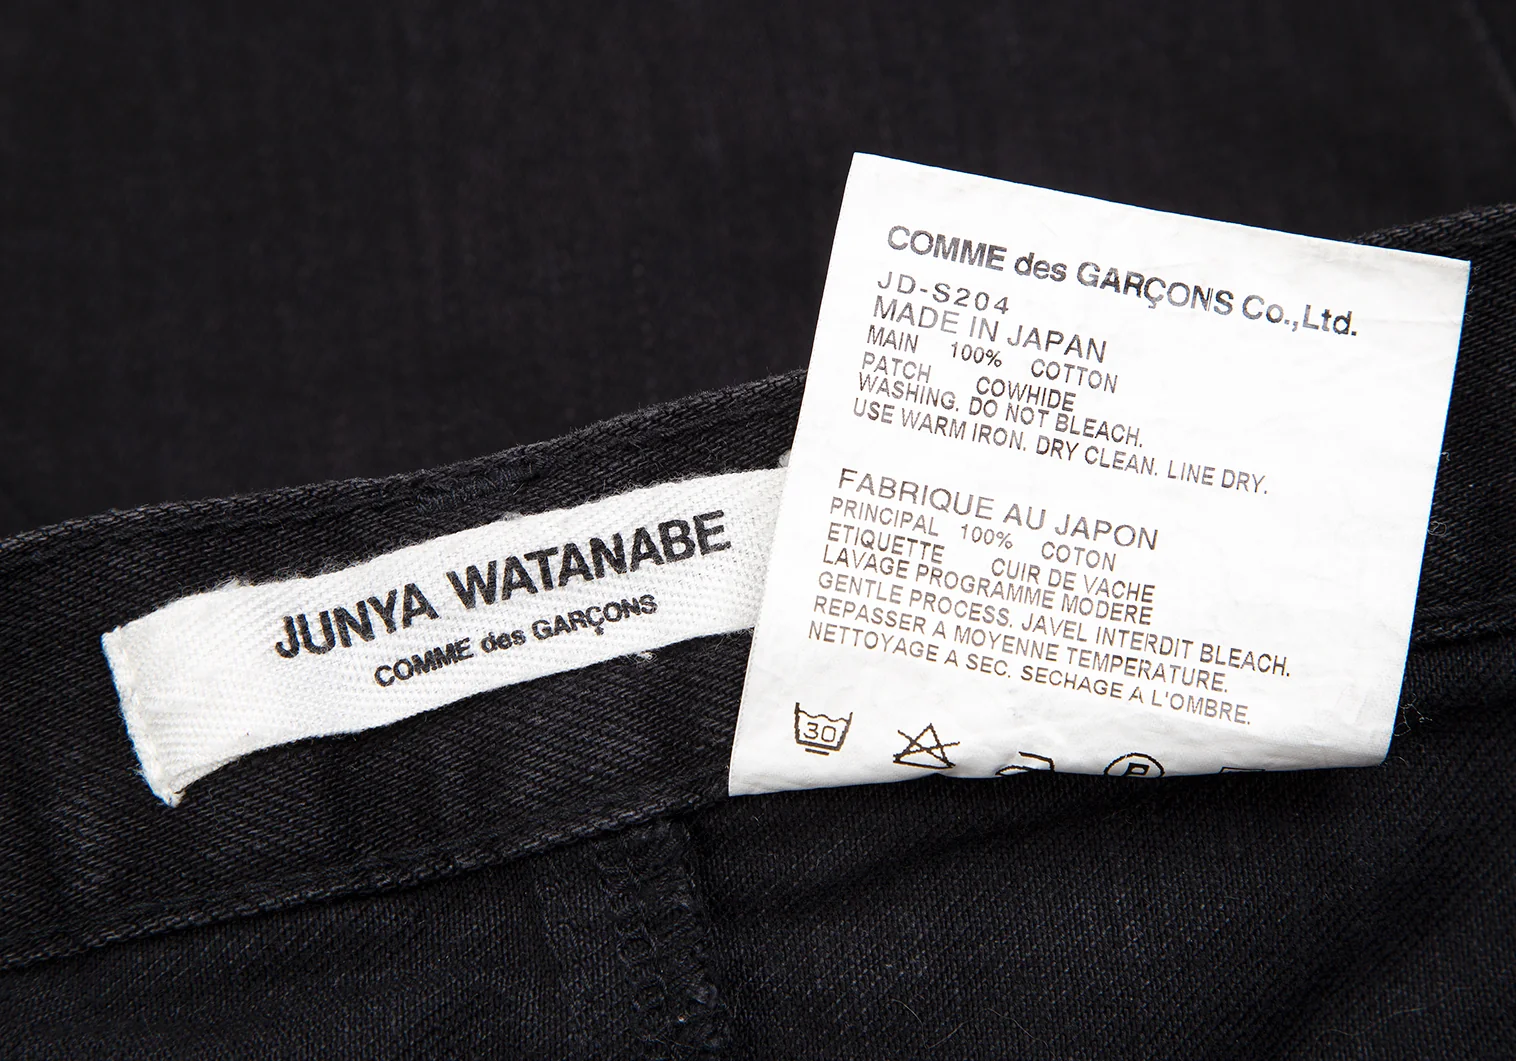 JUNYA WATANABE
COMME des GARÇONS
COMME des GARÇONS Co.,Ltd.
JD-S204
MADE IN JAPAN
MAIN 100% COTTON
PATCH COWHIDE
WASHING. DO NOT BLEACH.
USE WARM IRON. DRY CLEAN. LINE DRY.
FABRIQUE AU JAPON
PRINCIPAL 100% COTON
ETIQUETTE CUIR DE VACHE
LAVAGE PROGRAMME MODERE
GENTLE PROCESS. JAVEL INTERDIT BLEACH.
REPASSER A MOYENNE TEMPERATURE.
NETTOYAGE A SEC. SECHAGE A L'OMBRE.
30 P